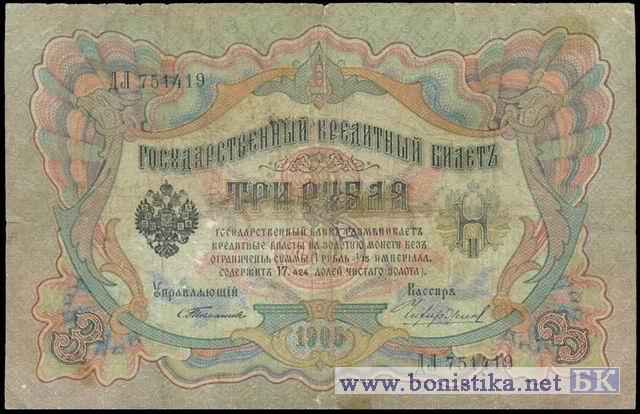 ДЛ 751419
ГОСУДАРСТВЕННЫЙ КРЕДИТНЫЙ БИЛЕТЪ
ТРИ РУБЛЯ
ГОСУДАРСТВЕННЫЙ БАНКЪ РАЗМѢНИВАЕТЪ
КРЕДИТНЫЕ БИЛЕТЫ НА ЗОЛОТУЮ МОНЕТУ БЕЗЪ
ОГРАНИЧЕНІЯ СУММЫ (1 РУБЛЬ = 1/15 ИМПЕРІАЛА,
СОДЕРЖИТЪ 17,424 ДОЛЕЙ ЧИСТАГО ЗОЛОТА).
Управляющій Кассиръ
1905
3 3
ДЛ 751419
www.bonistika.net БК